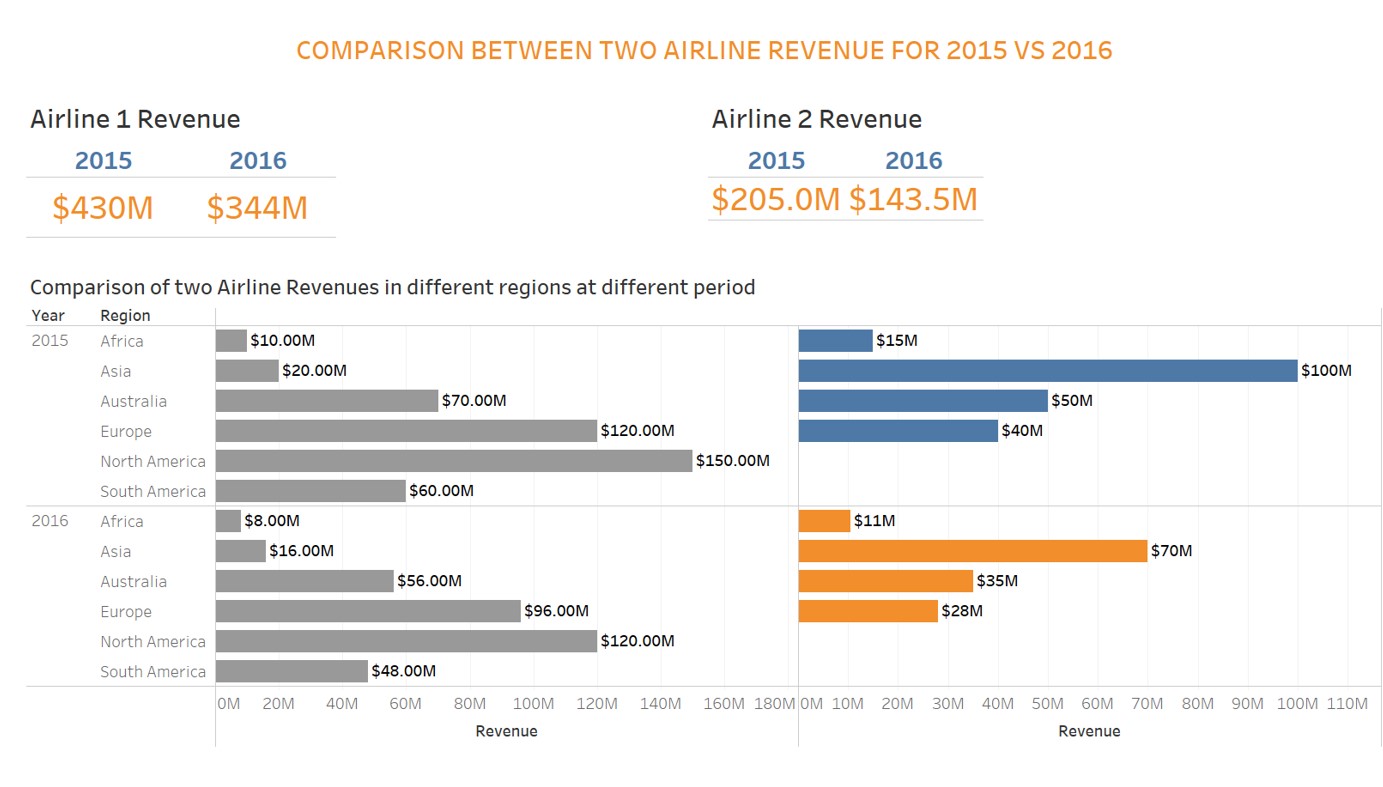 COMPARISON BETWEEN TWO AIRLINE REVENUE FOR 2015 VS 2016
Airline 1 Revenue
2015 2016
$430M $344M
Airline 2 Revenue
2015 2016
$205.0M $143.5M
Comparison of two Airline Revenues in different regions at different period
Year Region
2015 Africa $10.00M $15M
Asia $20.00M $100M
Australia $70.00M $50M
Europe $120.00M $40M
North America $150.00M
South America $60.00M
2016 Africa $8.00M $11M
Asia $16.00M $70M
Australia $56.00M $35M
Europe $96.00M $28M
North America $120.00M
South America $48.00M
0M 20M 40M 60M 80M 100M 120M 140M 160M 180M 0M 10M 20M 30M 40M 50M 60M 70M 80M 90M 100M 110M
Revenue Revenue